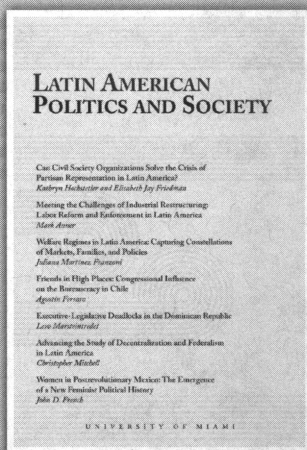 LATIN AMERICAN
POLITICS AND SOCIETY
Can Civil Society Organizations Solve the Crisis of
Partisan Representation in Latin America?
Kathryn Hochstetler and Elisabeth Jay Friedman
Meeting the Challenges of Industrial Restructuring:
Labor Reform and Enforcement in Latin America
Mark Anner
Welfare Regimes in Latin America: Capturing Constellations
of Markets, Families, and Policies
Juliana Martínez Franzoni
Friends in High Places: Congressional Influence
on the Bureaucracy in Chile
Agustín Ferraro
Executive-Legislative Deadlocks in the Dominican Republic
Leiv Marsteintredet
Advancing the Study of Decentralization and Federalism
in Latin America
Christopher Mitchell
Women in Postrevolutionary Mexico: The Emergence
of a New Feminist Political History
John D. French
UNIVERSITY OF MIAMI